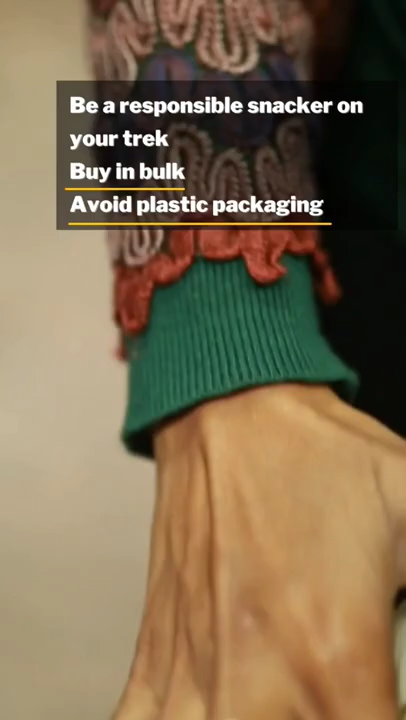 Be a responsible snacker on
your trek
Buy in bulk
Avoid plastic packaging